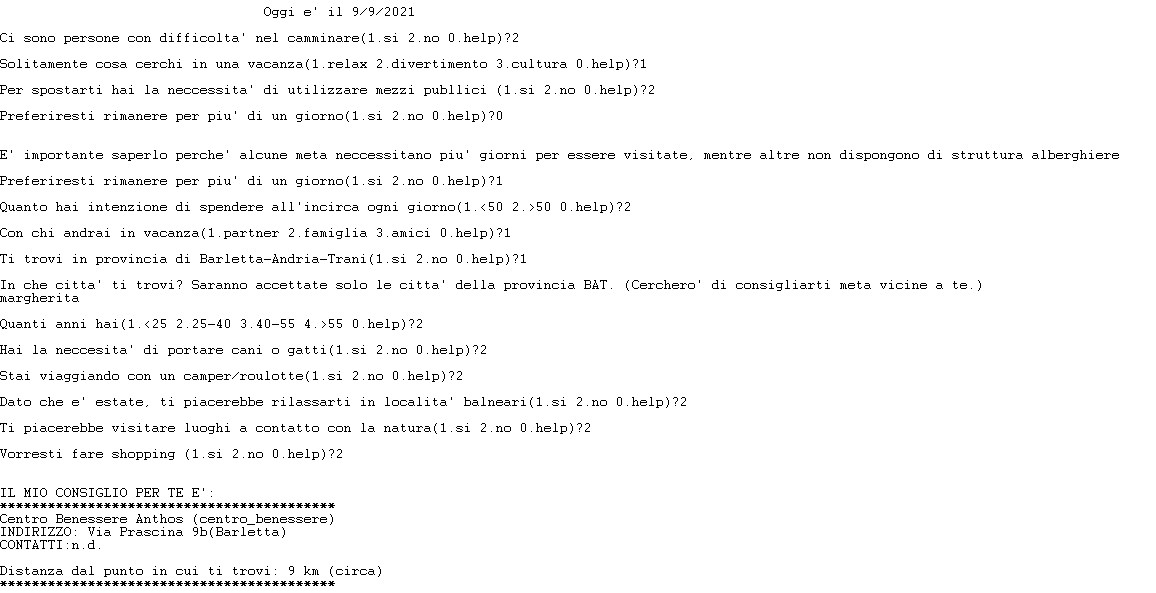 Oggi e' il 9/9/2021
Ci sono persone con difficolta' nel camminare(1.si 2.no 0.help)?2
Solitamente cosa cerchi in una vacanza(1.relax 2.divertimento 3.cultura 0.help)?1
Per spostarti hai la neccessita' di utilizzare mezzi publlici (1.si 2.no 0.help)?2
Preferiresti rimanere per piu' di un giorno(1.si 2.no 0.help)?0
E' importante saperlo perche' alcune meta neccessitano piu' giorni per essere visitate, mentre altre non dispongono di struttura alberghiere
Preferiresti rimanere per piu' di un giorno(1.si 2.no 0.help)?1
Quanto hai intenzione di spendere all'incirca ogni giorno(1.<50 2.>50 0.help)?2
Con chi andrai in vacanza(1.partner 2.famiglia 3.amici 0.help)?1
Ti trovi in provincia di Barletta-Andria-Trani(1.si 2.no 0.help)?1
In che citta' ti trovi? Saranno accettate solo le citta' della provincia BAT. (Cerchero' di consigliarti meta vicine a te.)
margherita
Quanti anni hai(1.<25 2.25-40 3.40-55 4.>55 0.help)?2
Hai la neccesita' di portare cani o gatti(1.si 2.no 0.help)?2
Stai viaggiando con un camper/roulotte(1.si 2.no 0.help)?2
Dato che e' estate, ti piacerebbe rilassarti in localita' balneari(1.si 2.no 0.help)?2
Ti piacerebbe visitare luoghi a contatto con la natura(1.si 2.no 0.help)?2
Vorresti fare shopping (1.si 2.no 0.help)?2
IL MIO CONSIGLIO PER TE E':
******************************************
Centro Benessere Anthos (centro_benessere)
INDIRIZZO: Via Prascina 9b(Barletta)
CONTATTI:n.d.
Distanza dal punto in cui ti trovi: 9 km (circa)
******************************************